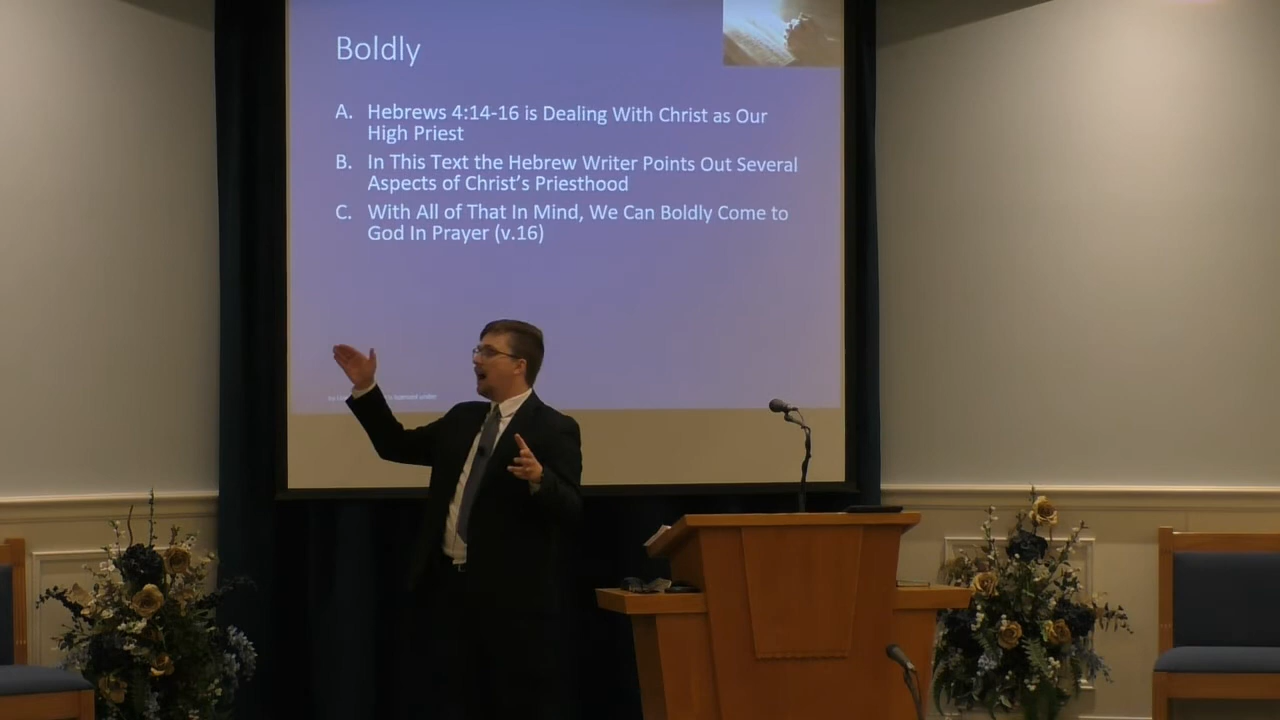 Boldly
A. Hebrews 4:14-16 is Dealing With Christ as Our
High Priest
B. In This Text the Hebrew Writer Points Out Several
Aspects of Christ's Priesthood
C. With All of That In Mind, We Can Boldly Come to
God In Prayer (v.16)